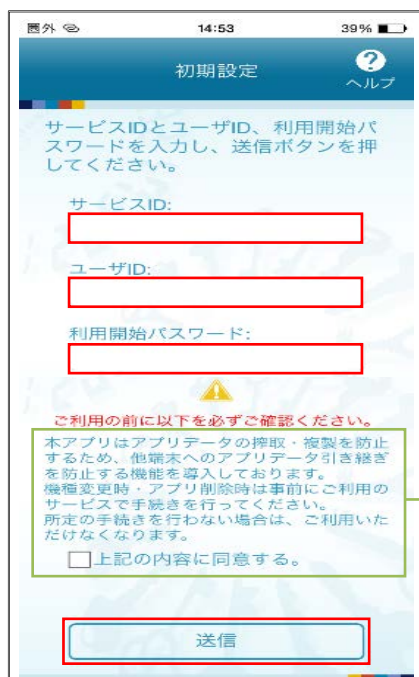 圏外 14:53 39%
初期設定
?
ヘルプ
サービスIDとユーザID、利用開始パ
スワードを入力し、送信ボタンを押
してください。
サービスID:
ユーザID:
利用開始パスワード:
ご利用の前に以下を必ずご確認ください。
本アプリはアプリデータの搾取・複製を防止
するため、他端末へのアプリデータ引き継ぎ
を防止する機能を導入しております。
機種変更時・アプリ削除時は事前にご利用の
サービスで手続きを行ってください。
所定の手続きを行わない場合は、ご利用いた
だけなくなります。
上記の内容に同意する。
送信